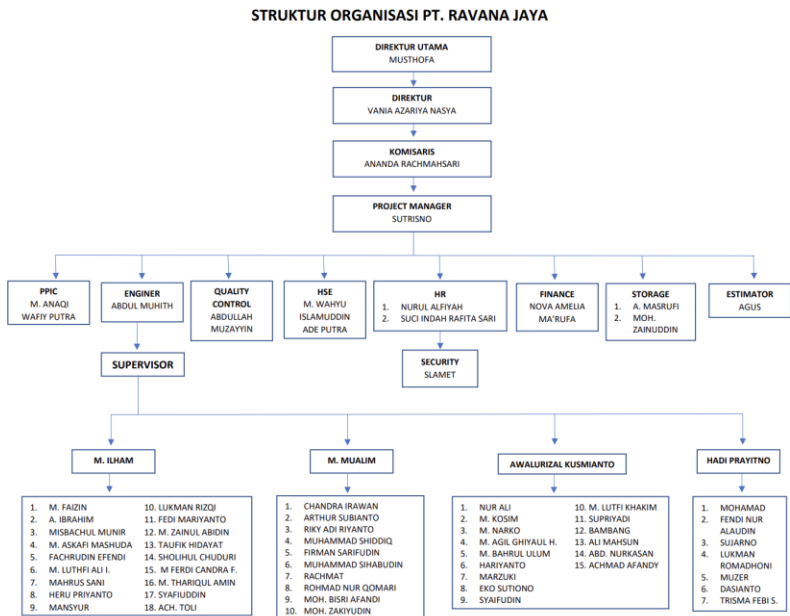 STRUKTUR ORGANISASI PT. RAVANA JAYA
DIREKTUR UTAMA
MUSTHOFA
DIREKTUR
VANIA AZARIYA NASYA
KOMISARIS
ANANDA RACHMAHSARI
PROJECT MANAGER
SUTRISNO
PPIC
M. ANAQI
WAFIY PUTRA
ENGINER
ABDUL MUHITH
QUALITY
CONTROL
ABDULLAH
MUZAYYIN
HSE
M. WAHYU
ISLAMUDDIN
ADE PUTRA
HR
1. NURUL ALFIYAH
2. SUCI INDAH RAFITA SARI
FINANCE
NOVA AMELIA
MA'RUFA
STORAGE
1. A. MASRUFI
2. MOH.
ZAINUDDIN
ESTIMATOR
AGUS
SUPERVISOR
SECURITY
SLAMET
M. ILHAM
1. M. FAIZIN
2. A. IBRAHIM
3. MISBACHUL MUNIR
4. M. ASKAFI MASHUDA
5. FACHRUDIN EFENDI
6. M. LUTHFI ALI I.
7. MAHRUS SANI
8. HERU PRIYANTO
9. MANSYUR
10. LUKMAN RIZQI
11. FEDI MARIYANTO
12. M. ZAINUL ABIDIN
13. TAUFIK HIDAYAT
14. SHOLIHUL CHUDURI
15. M FERDI CANDRA F.
16. M. THARIQUL AMIN
17. SYAFIUDDIN
18. ACH. TOLI
M. MUALIM
1. CHANDRA IRAWAN
2. ARTHUR SUBIANTO
3. RIKY ADI RIYANTO
4. MUHAMMAD SHIDDIQ
5. FIRMAN SARIFUDIN
6. MUHAMMAD SIHABUDIN
7. RACHMAT
8. ROHMAD NUR QOMARI
9. MOH. BISRI AFANDI
10. MOH. ZAKIYUDIN
AWALURIZAL KUSMIANTO
1. NUR ALI
2. M. KOSIM
3. M. NARKO
4. M. AGIL GHIYAUL H.
5. M. BAHRUL ULUM
6. HARIYANTO
7. MARZUKI
8. EKO SUTIONO
9. SYAIFUDIN
10. M. LUTFI KHAKIM
11. SUPRIYADI
12. BAMBANG
13. ALI MAHSUN
14. ABD. NURKASAN
15. ACHMAD AFANDY
HADI PRAYITNO
1. MOHAMAD
2. FENDI NUR
ALAUDIN
3. SUJARNO
4. LUKMAN
ROMADHONI
5. MUZER
6. DASIANTO
7. TRISMA FEBI S.